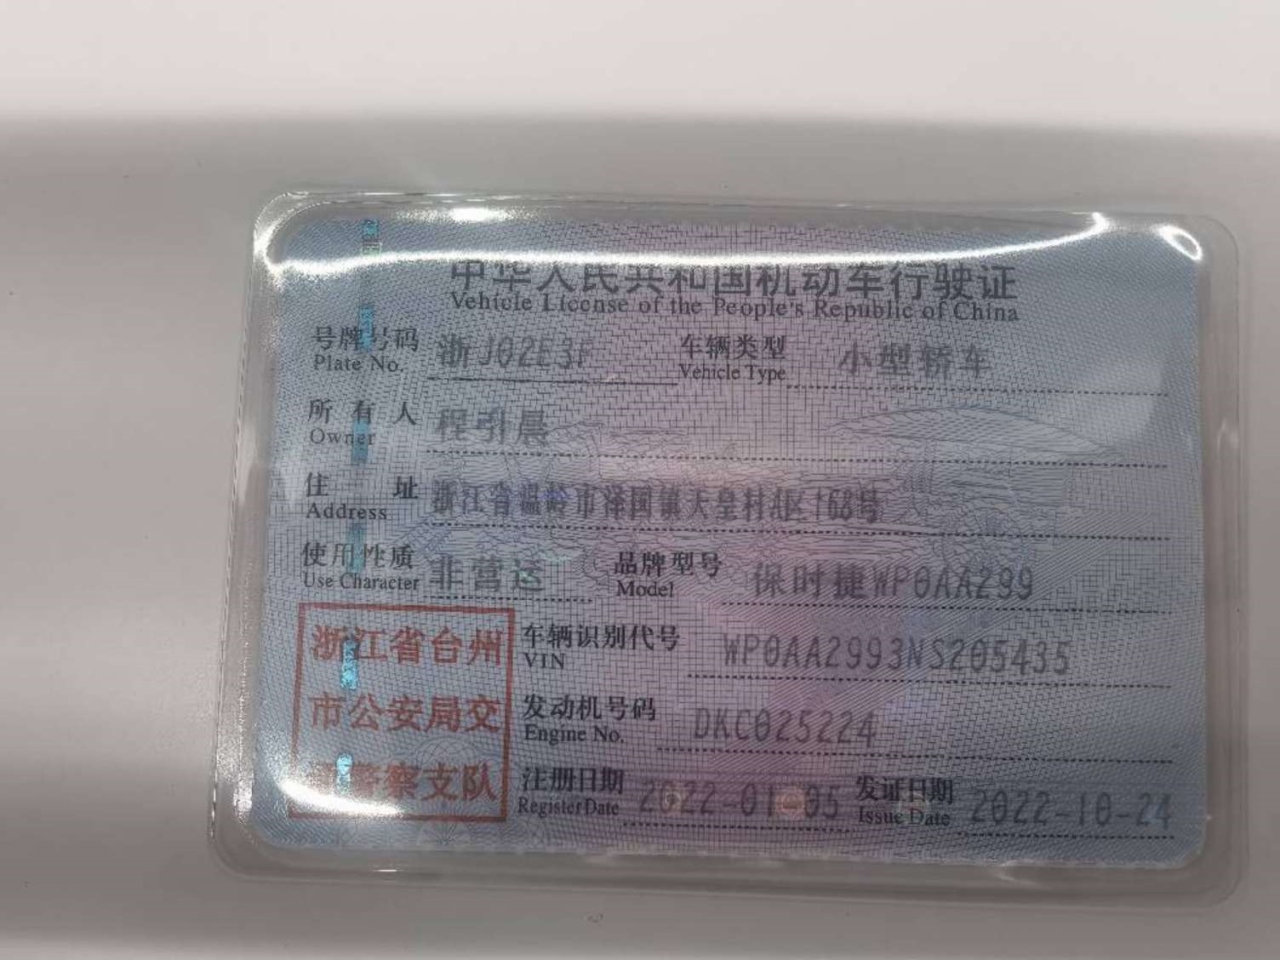 中华人民共和国机动车行驶证
Vehicle License of the People's Republic of China
号牌号码 浙J02E3F 车辆类型 小型轿车
Plate No. Vehicle Type
所有人 程引晨
Owner
住址 浙江省温岭市泽国镇天皇村A区168号
Address
使用性质 非营运 品牌型号 保时捷WP0AA299
Use Character Model
浙江省台州 车辆识别代号 WP0AA2993NS205435
VIN
市公安局交 发动机号码 DKC025224
Engine No.
警察支队 注册日期 2022-01-05 发证日期 2022-10-24
Register Date Issue Date